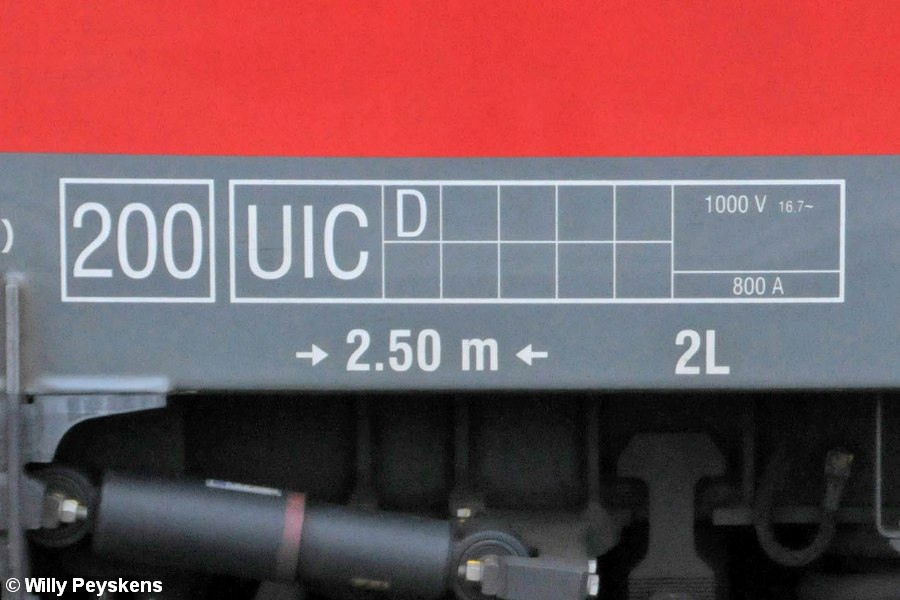 )
200 UIC D 1000 V 16.7~
800 A
→ 2.50 m ← 2L
© Willy Peyskens